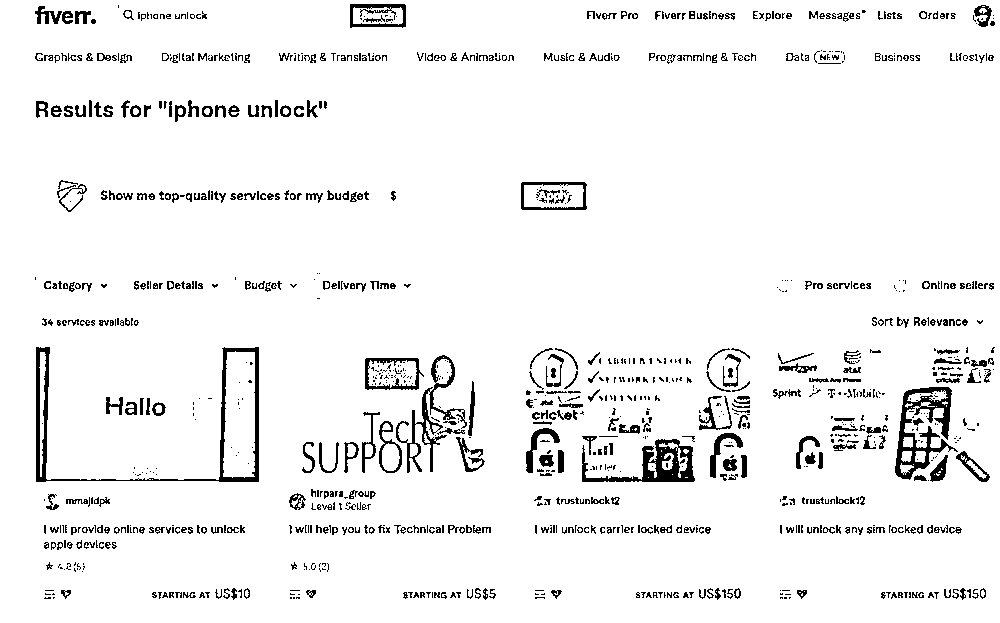 fiverr.
iphone unlock
Fiverr Pro Fiverr Business Explore Messages Lists Orders
Graphics & Design Digital Marketing Writing & Translation Video & Animation Music & Audio Programming & Tech Data NEW Business Lifestyle
Results for "iphone unlock"
Show me top-quality services for my budget $ Apply
Category Seller Details Budget Delivery Time Pro services Online sellers
34 services available Sort by Relevance
Hallo
Tech
SUPPORT
CARRIER UNLOCK
NETWORK UNLOCK
SIM UNLOCK
cricket
Carrier
verizon at&t
cricket
Unlock Any Phone
Sprint T-Mobile
mmajidpk
I will provide online services to unlock
apple devices
4.2 (5)
STARTING AT US$10
hirpara_group
Level 1 Seller
I will help you to fix Technical Problem
5.0 (2)
STARTING AT US$5
trustunlock12
I will unlock carrier locked device
STARTING AT US$150
trustunlock12
I will unlock any sim locked device
STARTING AT US$150